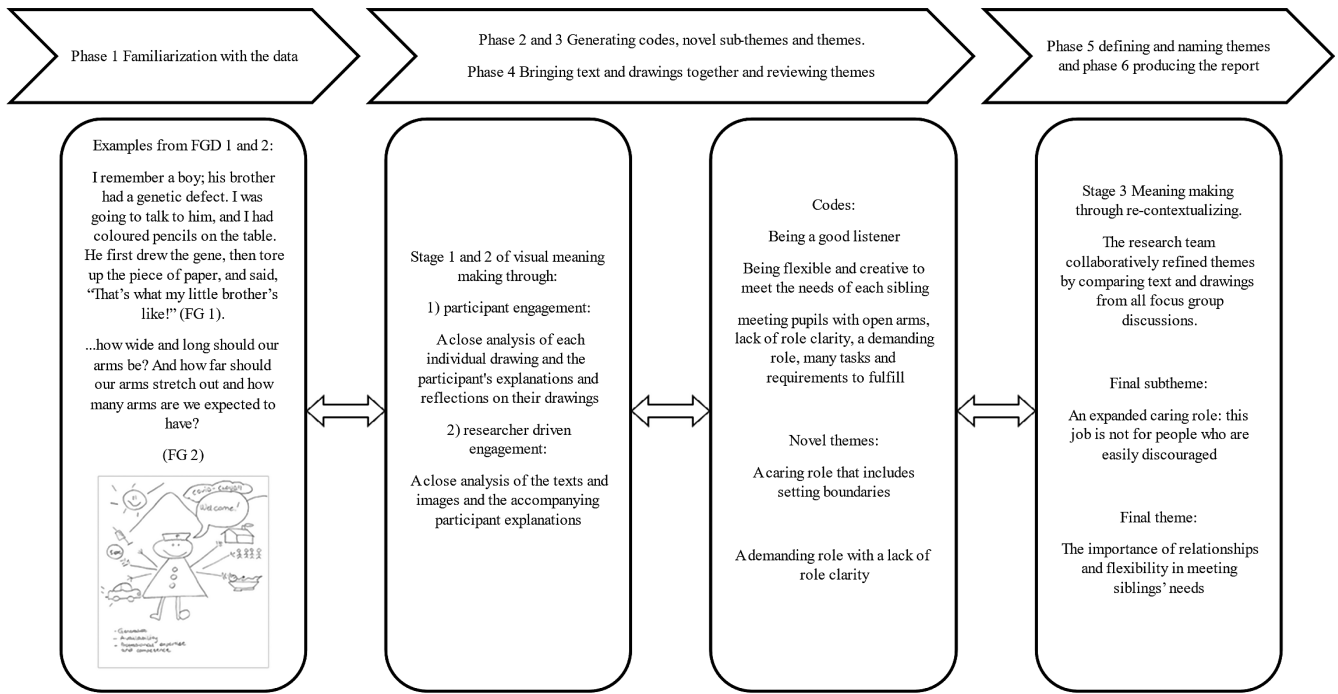 Phase 1 Familiarization with the data
Phase 2 and 3 Generating codes, novel sub-themes and themes.
Phase 4 Bringing text and drawings together and reviewing themes
Phase 5 defining and naming themes
and phase 6 producing the report
Examples from FGD 1 and 2:
I remember a boy; his brother
had a genetic defect. I was
going to talk to him, and I had
coloured pencils on the table.
He first drew the gene, then tore
up the piece of paper, and said,
“That’s what my little brother’s
like!” (FG 1).
...how wide and long should our
arms be? And how far should
our arms stretch out and how
many arms are we expected to
have?
(FG 2)
Welcome!
- Availability
and competence
Stage 1 and 2 of visual meaning
making through:
1) participant engagement:
A close analysis of each
individual drawing and the
participant's explanations and
reflections on their drawings
2) researcher driven
engagement:
A close analysis of the texts and
images and the accompanying
participant explanations
Codes:
Being a good listener
Being flexible and creative to
meet the needs of each sibling
meeting pupils with open arms,
lack of role clarity, a demanding
role, many tasks and
requirements to fulfill
Novel themes:
A caring role that includes
setting boundaries
A demanding role with a lack of
role clarity
Stage 3 Meaning making
through re-contextualizing.
The research team
collaboratively refined themes
by comparing text and drawings
from all focus group
discussions.
Final subtheme:
An expanded caring role: this
job is not for people who are
easily discouraged
Final theme:
The importance of relationships
and flexibility in meeting
siblings’ needs